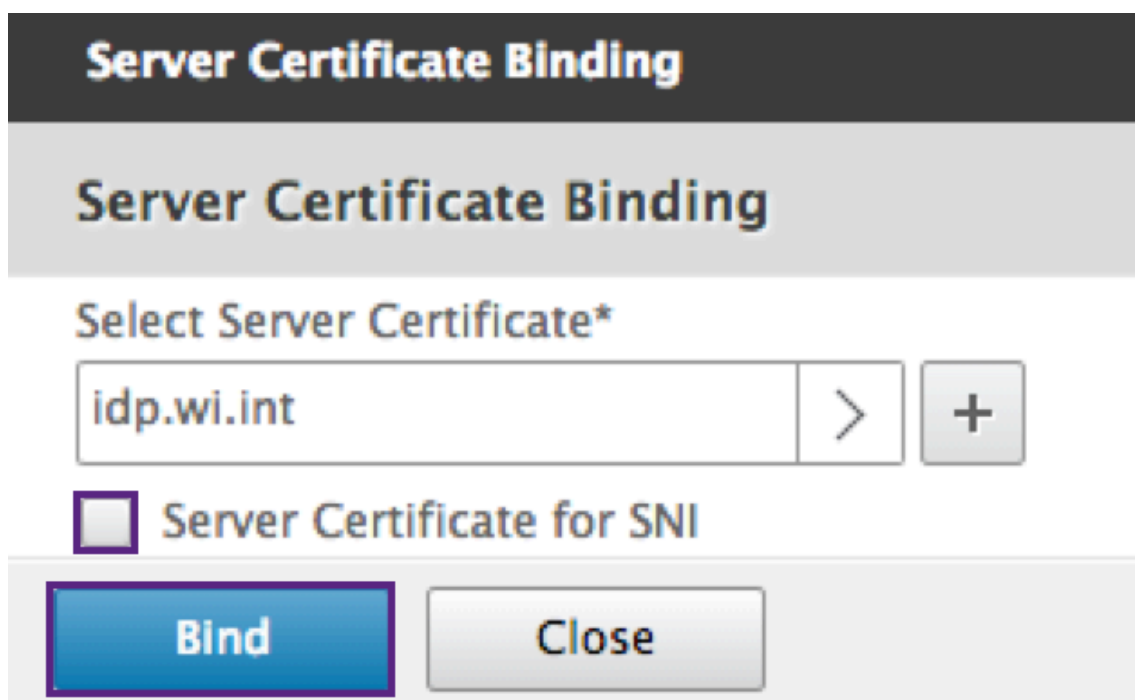 Server Certificate Binding
Server Certificate Binding
Select Server Certificate*
idp.wi.int > +
Server Certificate for SNI
Bind Close